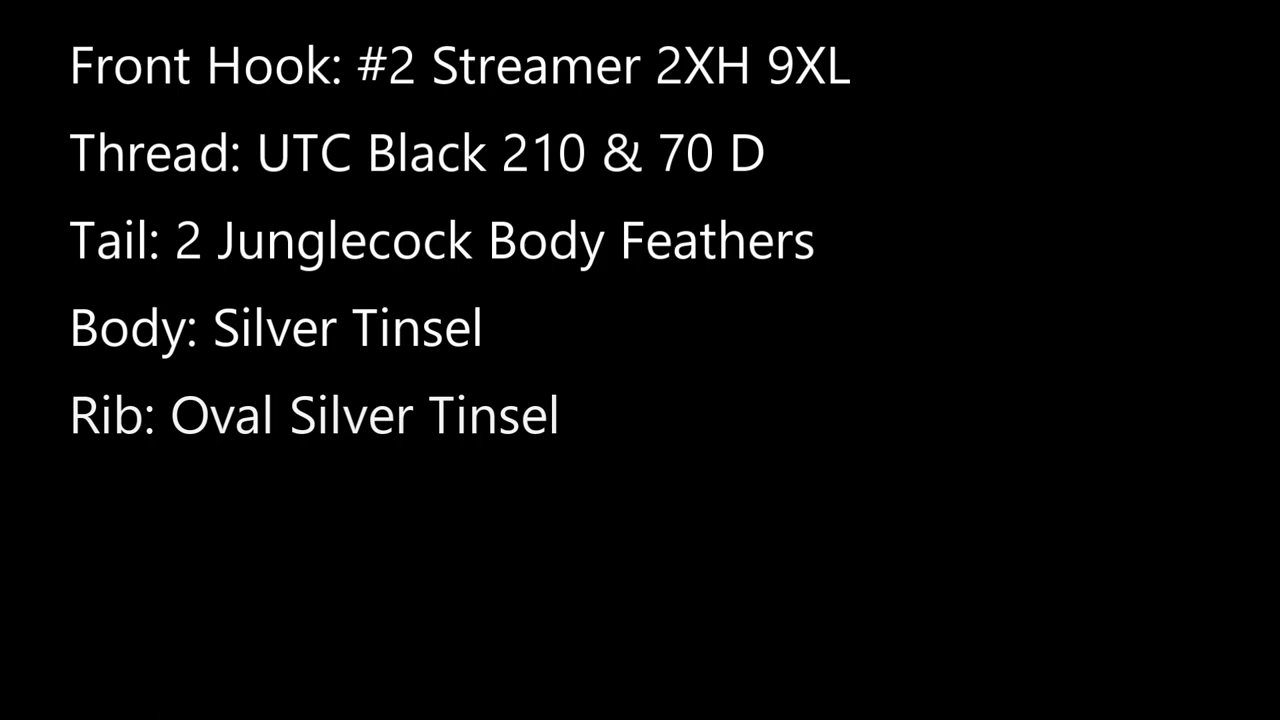 Front Hook: #2 Streamer 2XH 9XL
Thread: UTC Black 210 & 70 D
Tail: 2 Junglecock Body Feathers
Body: Silver Tinsel
Rib: Oval Silver Tinsel